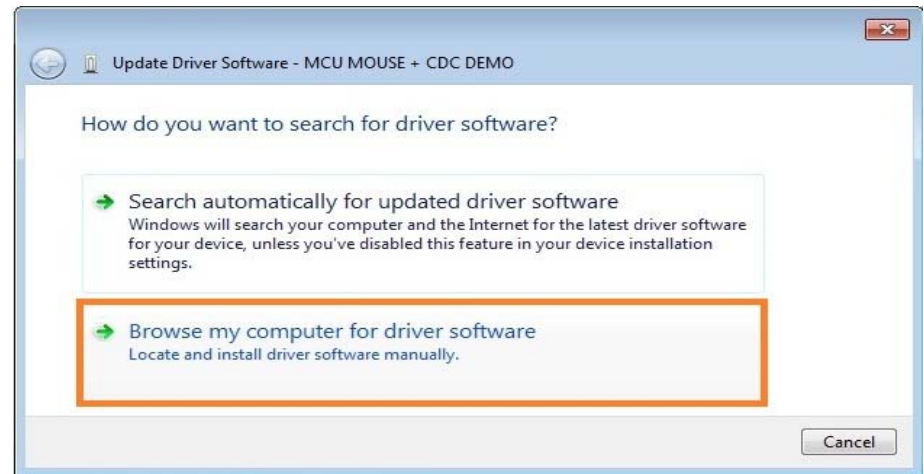 Update Driver Software - MCU MOUSE + CDC DEMO
How do you want to search for driver software?
Search automatically for updated driver software
Windows will search your computer and the Internet for the latest driver software
for your device, unless you've disabled this feature in your device installation
settings.
Browse my computer for driver software
Locate and install driver software manually.
Cancel